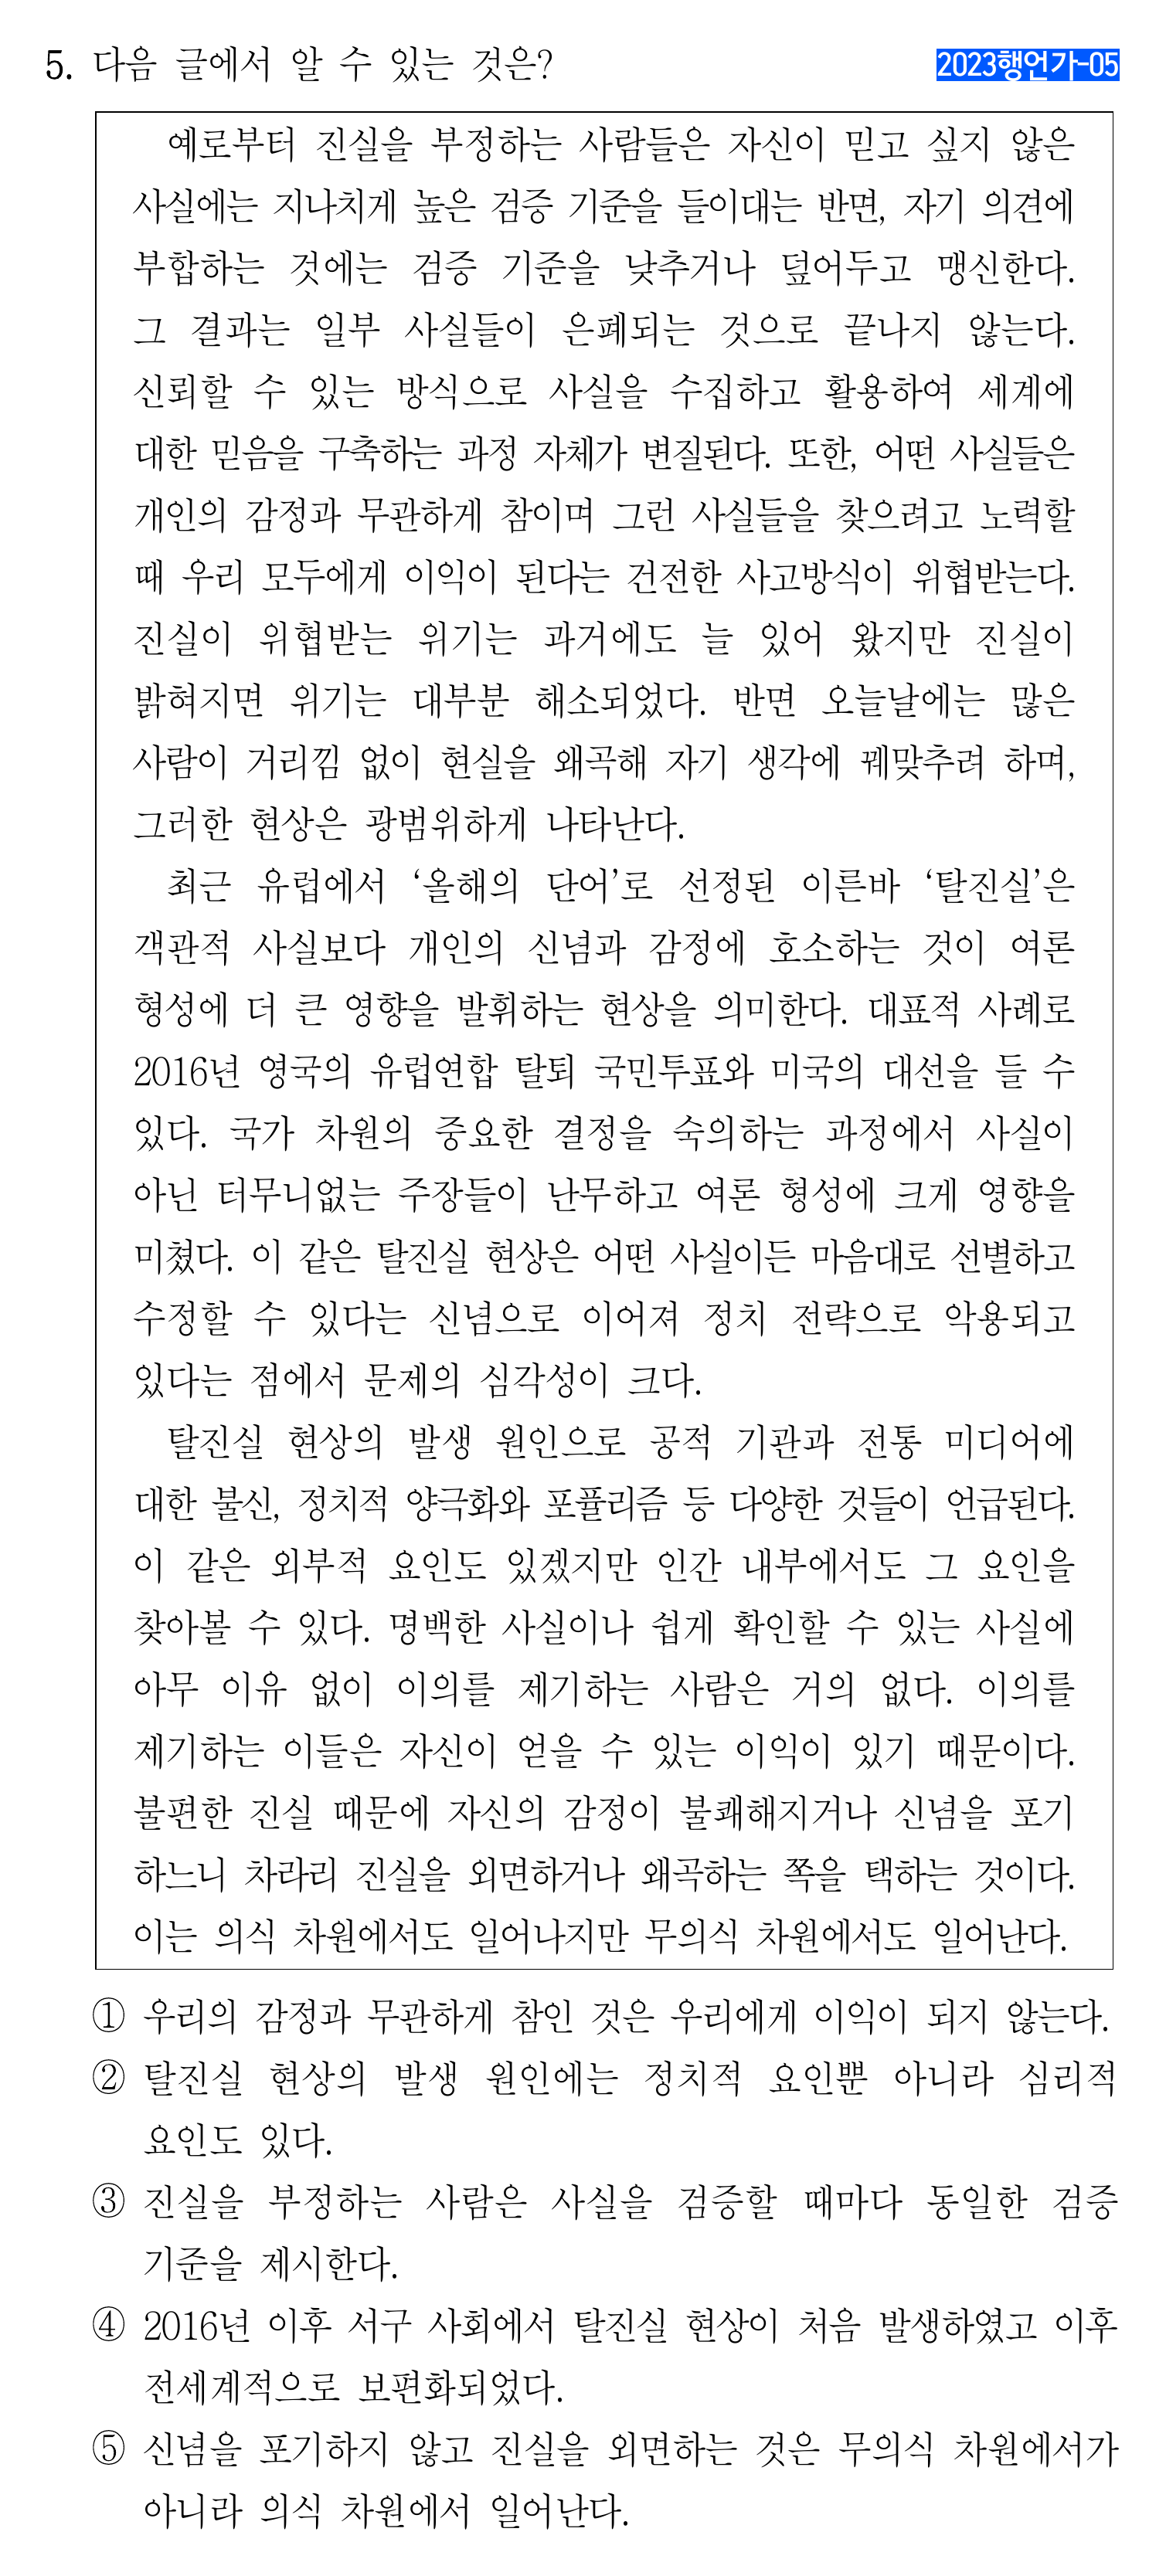 5. 다음 글에서 알 수 있는 것은?
2023행언가-05
예로부터 진실을 부정하는 사람들은 자신이 믿고 싶지 않은
사실에는 지나치게 높은 검증 기준을 들이대는 반면, 자기 의견에
부합하는 것에는 검증 기준을 낮추거나 덮어두고 맹신한다.
그 결과는 일부 사실들이 은폐되는 것으로 끝나지 않는다.
신뢰할 수 있는 방식으로 사실을 수집하고 활용하여 세계에
대한 믿음을 구축하는 과정 자체가 변질된다. 또한, 어떤 사실들은
개인의 감정과 무관하게 참이며 그런 사실들을 찾으려고 노력할
때 우리 모두에게 이익이 된다는 건전한 사고방식이 위협받는다.
진실이 위협받는 위기는 과거에도 늘 있어 왔지만 진실이
밝혀지면 위기는 대부분 해소되었다. 반면 오늘날에는 많은
사람이 거리낌 없이 현실을 왜곡해 자기 생각에 꿰맞추려 하며,
그러한 현상은 광범위하게 나타난다.
최근 유럽에서 ‘올해의 단어’로 선정된 이른바 ‘탈진실’은
객관적 사실보다 개인의 신념과 감정에 호소하는 것이 여론
형성에 더 큰 영향을 발휘하는 현상을 의미한다. 대표적 사례로
2016년 영국의 유럽연합 탈퇴 국민투표와 미국의 대선을 들 수
있다. 국가 차원의 중요한 결정을 숙의하는 과정에서 사실이
아닌 터무니없는 주장들이 난무하고 여론 형성에 크게 영향을
미쳤다. 이 같은 탈진실 현상은 어떤 사실이든 마음대로 선별하고
수정할 수 있다는 신념으로 이어져 정치 전략으로 악용되고
있다는 점에서 문제의 심각성이 크다.
탈진실 현상의 발생 원인으로 공적 기관과 전통 미디어에
대한 불신, 정치적 양극화와 포퓰리즘 등 다양한 것들이 언급된다.
이 같은 외부적 요인도 있겠지만 인간 내부에서도 그 요인을
찾아볼 수 있다. 명백한 사실이나 쉽게 확인할 수 있는 사실에
아무 이유 없이 이의를 제기하는 사람은 거의 없다. 이의를
제기하는 이들은 자신이 얻을 수 있는 이익이 있기 때문이다.
불편한 진실 때문에 자신의 감정이 불쾌해지거나 신념을 포기
하느니 차라리 진실을 외면하거나 왜곡하는 쪽을 택하는 것이다.
이는 의식 차원에서도 일어나지만 무의식 차원에서도 일어난다.
① 우리의 감정과 무관하게 참인 것은 우리에게 이익이 되지 않는다.
② 탈진실 현상의 발생 원인에는 정치적 요인뿐 아니라 심리적
요인도 있다.
③ 진실을 부정하는 사람은 사실을 검증할 때마다 동일한 검증
기준을 제시한다.
④ 2016년 이후 서구 사회에서 탈진실 현상이 처음 발생하였고 이후
전세계적으로 보편화되었다.
⑤ 신념을 포기하지 않고 진실을 외면하는 것은 무의식 차원에서가
아니라 의식 차원에서 일어난다.